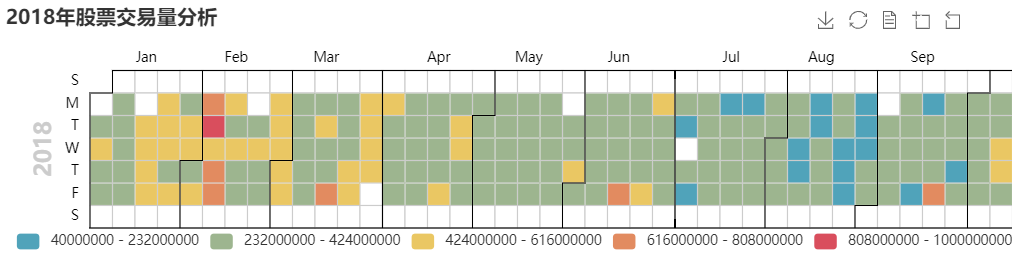 2018年股票交易量分析
Jan Feb Mar Apr May Jun Jul Aug Sep
S
M
T
W
T
F
S
2018
40000000 - 232000000 232000000 - 424000000 424000000 - 616000000 616000000 - 808000000 808000000 - 1000000000